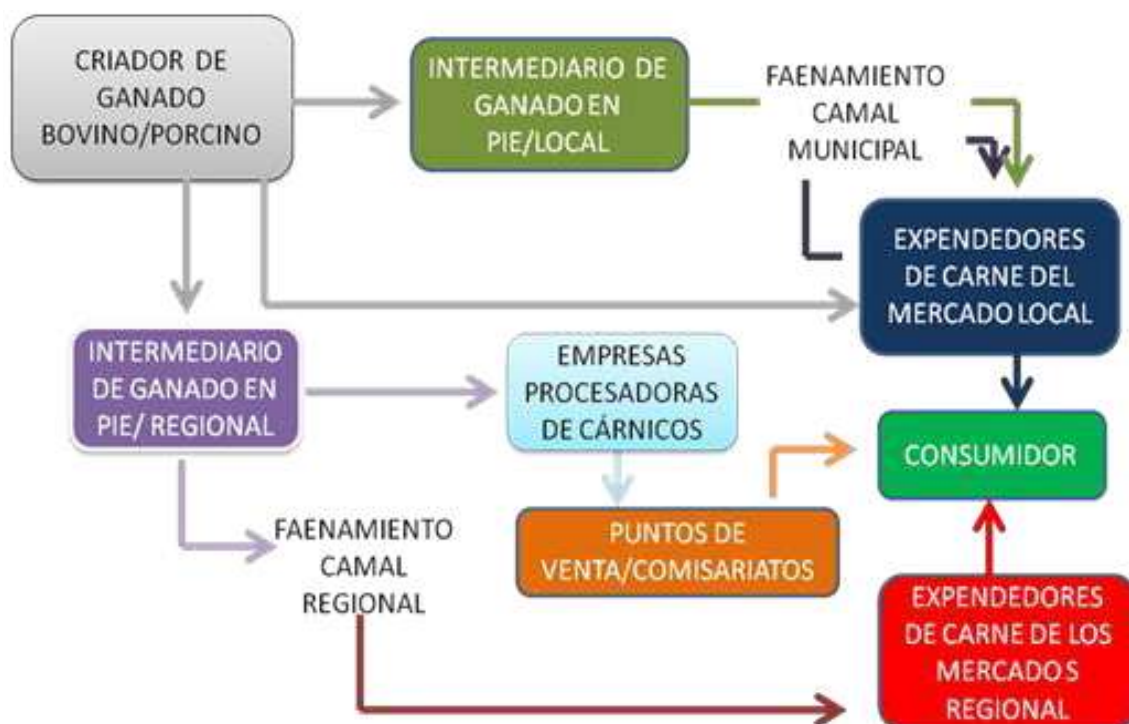 CRIADOR DE
GANADO
BOVINO/PORCINO
INTERMEDIARIO DE
GANADO EN
PIE/LOCAL
FAENAMIENTO
CAMAL
MUNICIPAL
EXPENDEDORES
DE CARNE DEL
MERCADO LOCAL
INTERMEDIARIO
DE GANADO EN
PIE/ REGIONAL
EMPRESAS
PROCESADORAS
DE CÁRNICOS
CONSUMIDOR
PUNTOS DE
VENTA/COMISARIATOS
FAENAMIENTO
CAMAL
REGIONAL
EXPENDEDORES
DE CARNE DE LOS
MERCADO S
REGIONAL